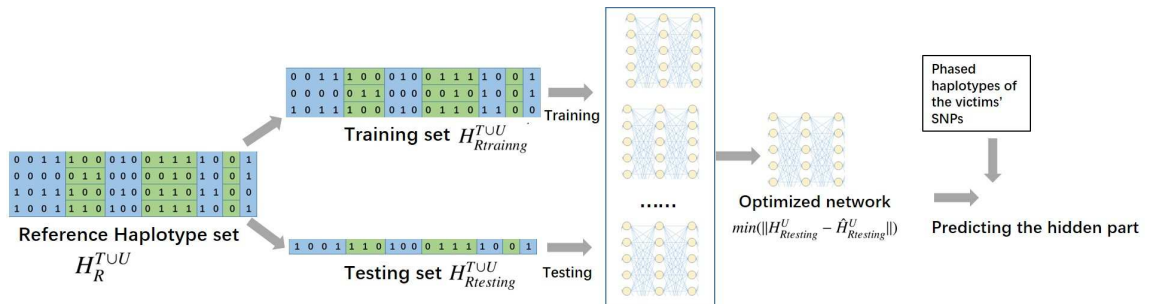 0 0 1 1 1 0 0 0 1 0 0 1 1 1 1 0 0 1
0 0 0 0 0 1 1 0 0 0 0 0 1 0 1 0 0 1
1 0 1 1 1 0 0 0 1 0 0 0 1 0 1 1 0 0
Training set H_{Rtrainng}^{T∪U}
Training
0 0 1 1 1 0 0 0 1 0 0 1 1 1 1 0 0 1
0 0 0 0 0 1 1 0 0 0 0 0 1 0 1 0 0 1
1 0 1 1 1 0 0 0 1 0 0 0 1 0 1 1 0 0
1 0 0 1 1 1 0 1 0 0 0 1 1 1 1 0 0 1
Reference Haplotype set
H_R^{T∪U}
1 0 0 1 1 1 0 1 0 0 0 1 1 1 1 0 0 1
Testing set H_{Rtesting}^{T∪U}
Testing
......
Optimized network
min(||H_{Rtesting}^U − Ĥ_{Rtesting}^U||)
Phased
haplotypes of
the victims'
SNPs
Predicting the hidden part